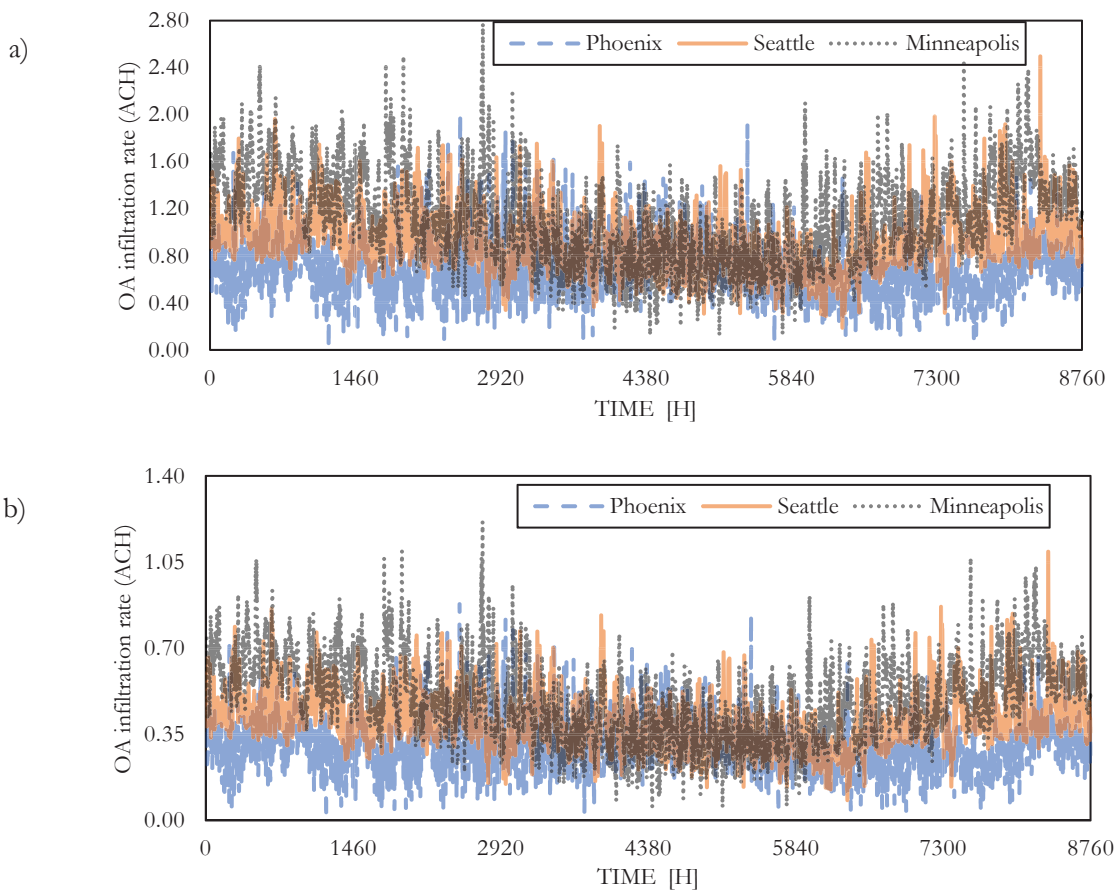 a)
OA infiltration rate (ACH)
2.80
2.40
2.00
1.60
1.20
0.80
0.40
0.00
Phoenix Seattle Minneapolis
0 1460 2920 4380 5840 7300 8760
TIME [H]
b)
OA infiltration rate (ACH)
1.40
1.05
0.70
0.35
0.00
Phoenix Seattle Minneapolis
0 1460 2920 4380 5840 7300 8760
TIME [H]